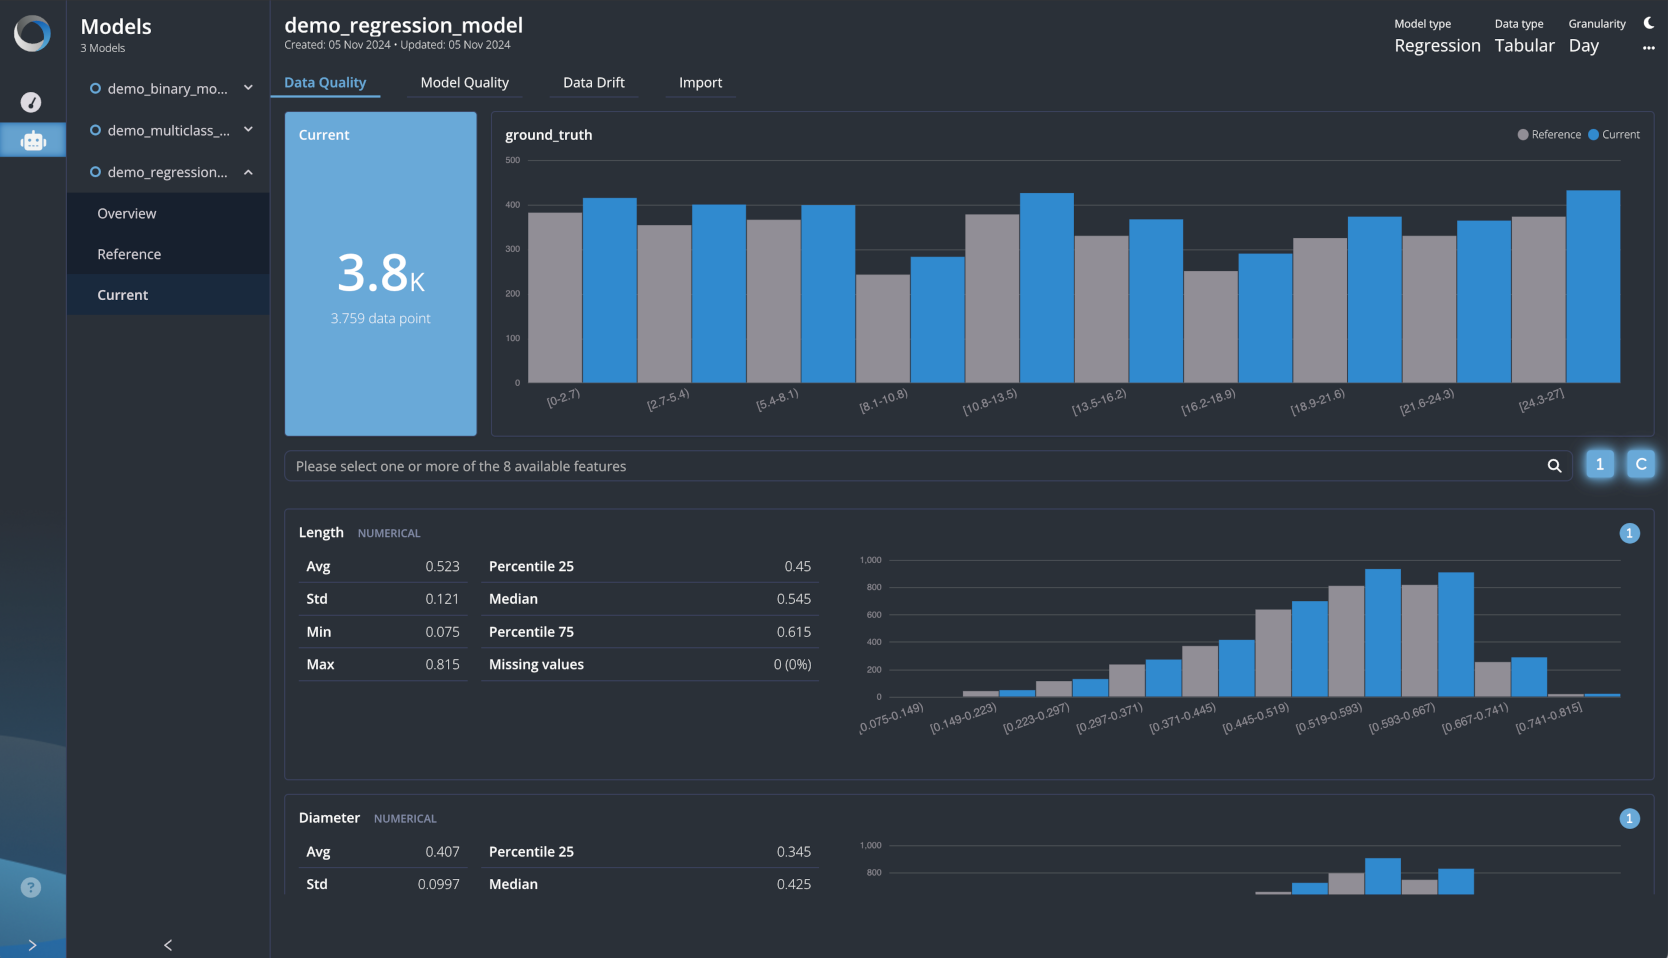 Models
3 Models
demo_binary_mo...
demo_multiclass_...
demo_regression...
Overview
Reference
Current
demo_regression_model
Created: 05 Nov 2024 • Updated: 05 Nov 2024
Model type
Regression
Data type
Tabular
Granularity
Day
Data Quality
Model Quality
Data Drift
Import
Current
3.8K
3.759 data point
ground_truth
Reference
Current
500
400
300
200
100
0
[0-2.7)
[2.7-5.4)
[5.4-8.1)
[8.1-10.8)
[10.8-13.5)
[13.5-16.2)
[16.2-18.9)
[18.9-21.6)
[21.6-24.3)
[24.3-27]
Please select one or more of the 8 available features
1
C
Length NUMERICAL
1
Avg 0.523 Percentile 25 0.45
Std 0.121 Median 0.545
Min 0.075 Percentile 75 0.615
Max 0.815 Missing values 0 (0%)
1,000
800
600
400
200
0
0.075-0.149)
[0.149-0.223)
[0.223-0.297)
[0.297-0.371)
[0.371-0.445)
[0.445-0.519)
[0.519-0.593)
[0.593-0.667)
[0.667-0.741)
[0.741-0.815]
Diameter NUMERICAL
1
Avg 0.407 Percentile 25 0.345
Std 0.0997 Median 0.425
1,000
800
?